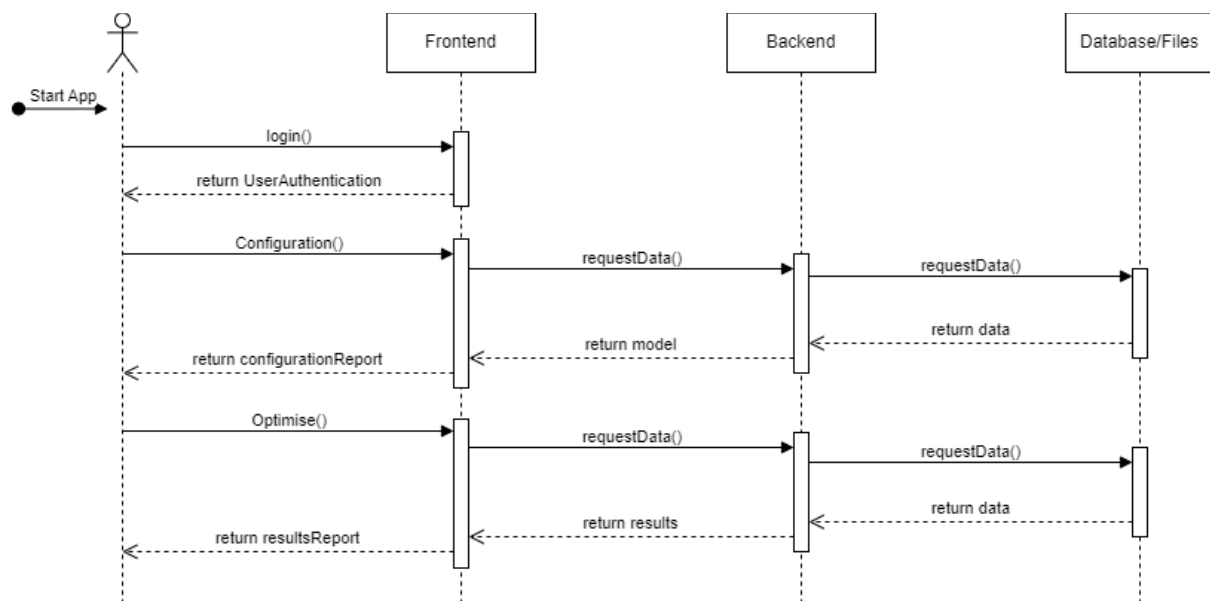 Frontend
Backend
Database/Files
Start App
login()
return UserAuthentication
Configuration()
requestData()
requestData()
return data
return model
return configurationReport
Optimise()
requestData()
requestData()
return data
return results
return resultsReport